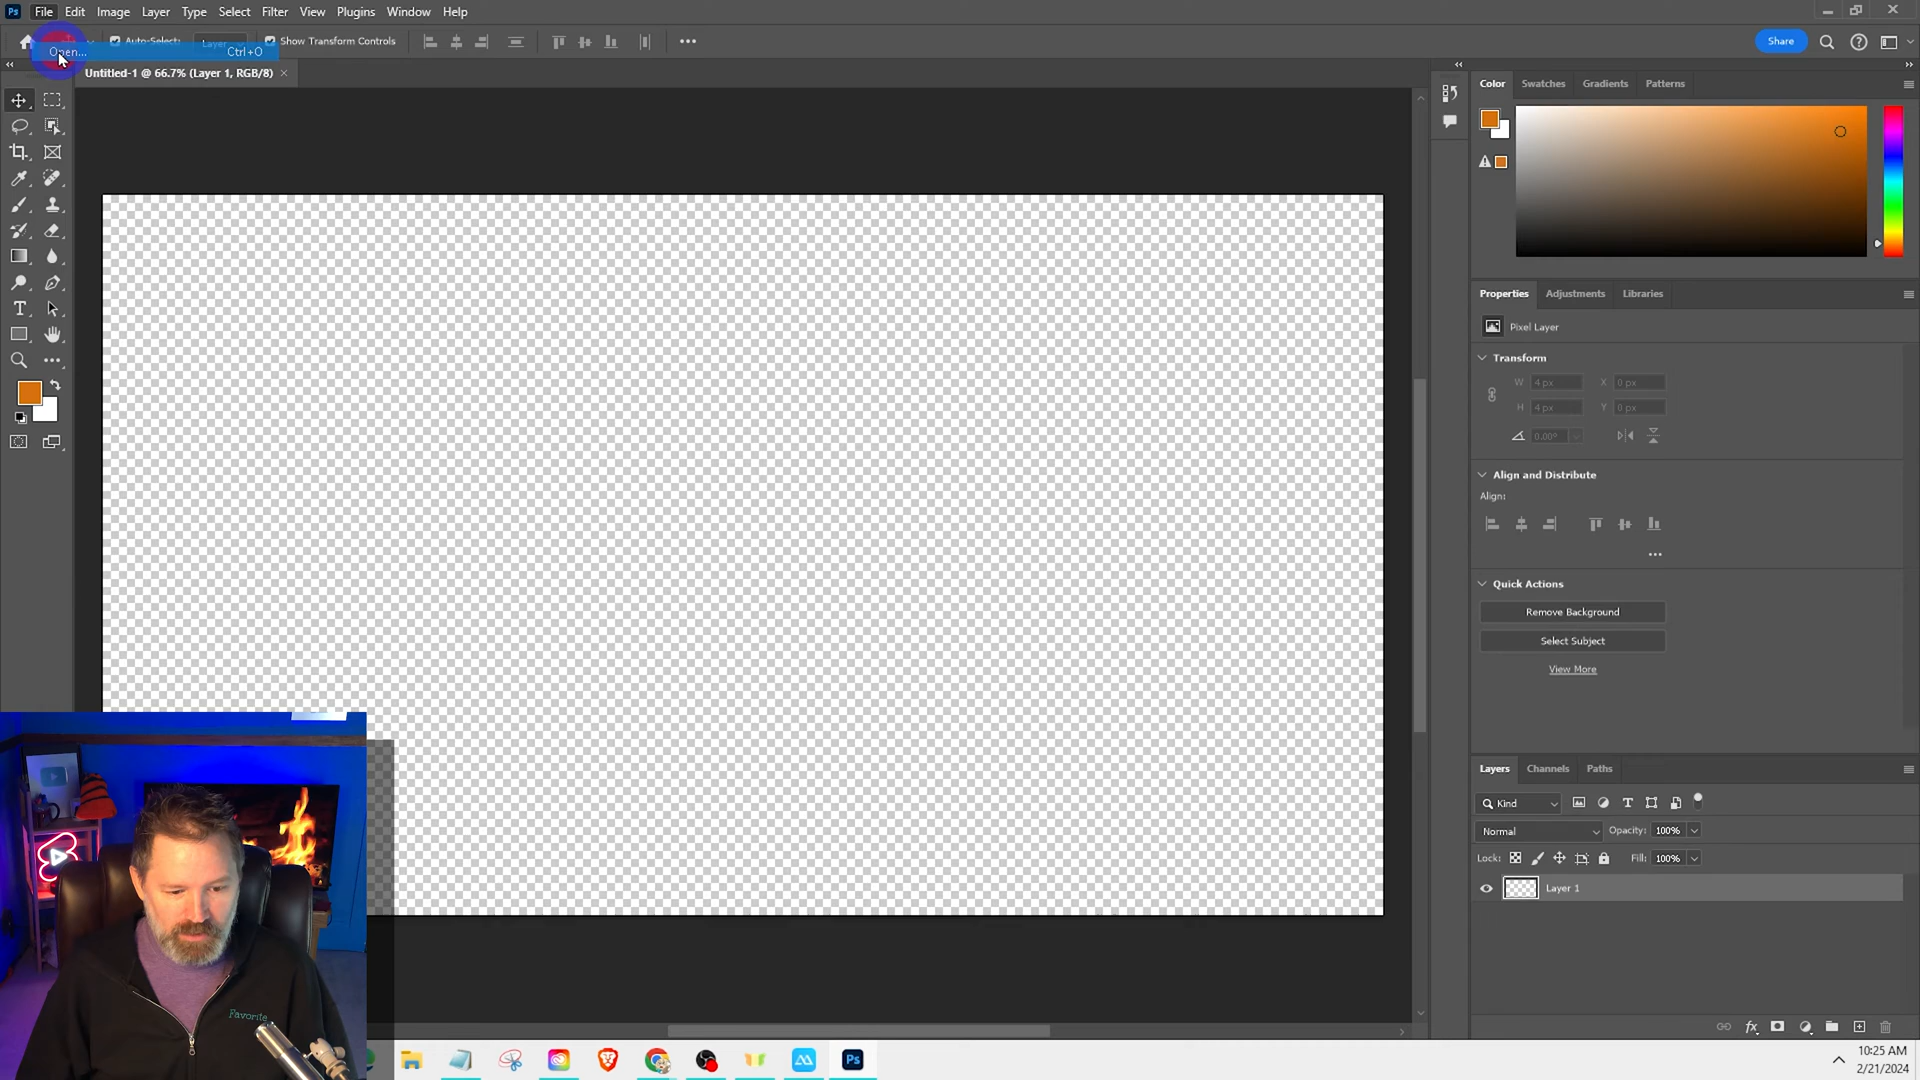 Ps File Edit Image Layer Type Select Filter View Plugins Window Help
Auto-Select: Layer Show Transform Controls
Share
Open... Ctrl+O
Untitled-1 @ 66.7% (Layer 1, RGB/8)
Color Swatches Gradients Patterns
Properties Adjustments Libraries
Pixel Layer
Transform
W 4 px X 0 px
H 4 px Y 0 px
0.00°
Align and Distribute
Align:
Quick Actions
Remove Background
Select Subject
View More
Layers Channels Paths
Kind
Normal Opacity: 100%
Lock: Fill: 100%
Layer 1
fx
Favorite
Ps
10:25 AM
2/21/2024